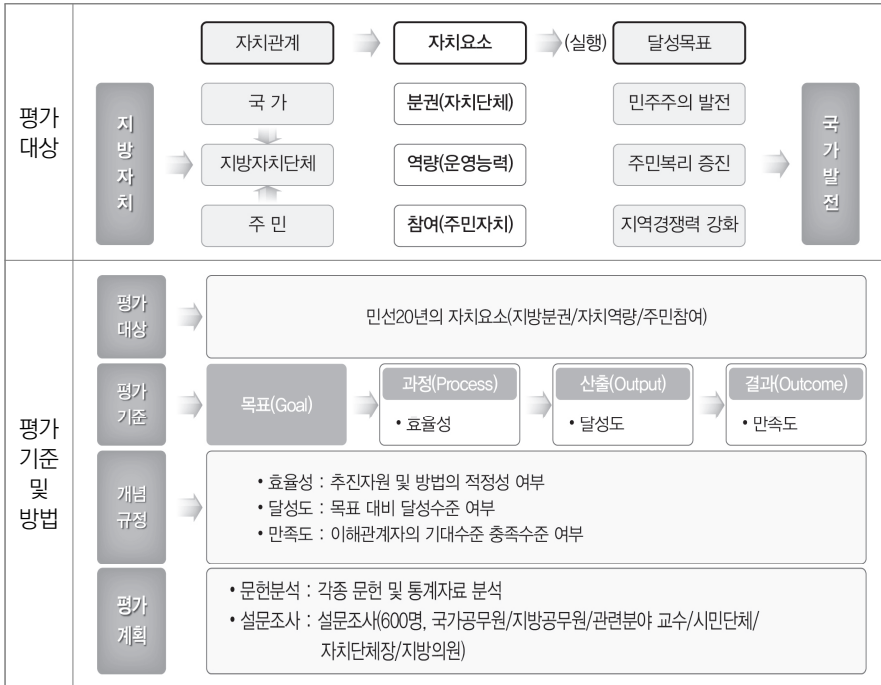 평가
대상
자치관계
자치요소
(실행)
달성목표
지
방
자
치
국 가
지방자치단체
주 민
분권(자치단체)
역량(운영능력)
참여(주민자치)
민주주의 발전
주민복리 증진
지역경쟁력 강화
국
가
발
전
평가
기준
및
방법
평가
대상
민선20년의 자치요소(지방분권/자치역량/주민참여)
평가
기준
목표(Goal)
과정(Process)
• 효율성
산출(Output)
• 달성도
결과(Outcome)
• 만족도
개념
규정
• 효율성 : 추진자원 및 방법의 적정성 여부
• 달성도 : 목표 대비 달성수준 여부
• 만족도 : 이해관계자의 기대수준 충족수준 여부
평가
계획
• 문헌분석 : 각종 문헌 및 통계자료 분석
• 설문조사 : 설문조사(600명, 국가공무원/지방공무원/관련분야 교수/시민단체/
자치단체장/지방의원)